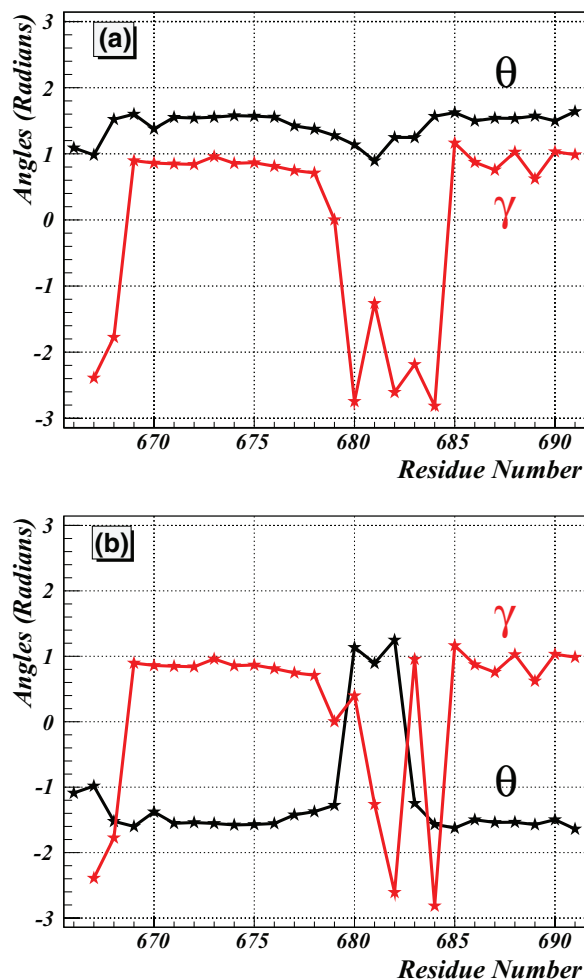 (a)
Angles (Radians)
3
2
1
0
-1
-2
-3
θ
γ
670 675 680 685 690
Residue Number
(b)
Angles (Radians)
3
2
1
0
-1
-2
-3
γ
θ
670 675 680 685 690
Residue Number